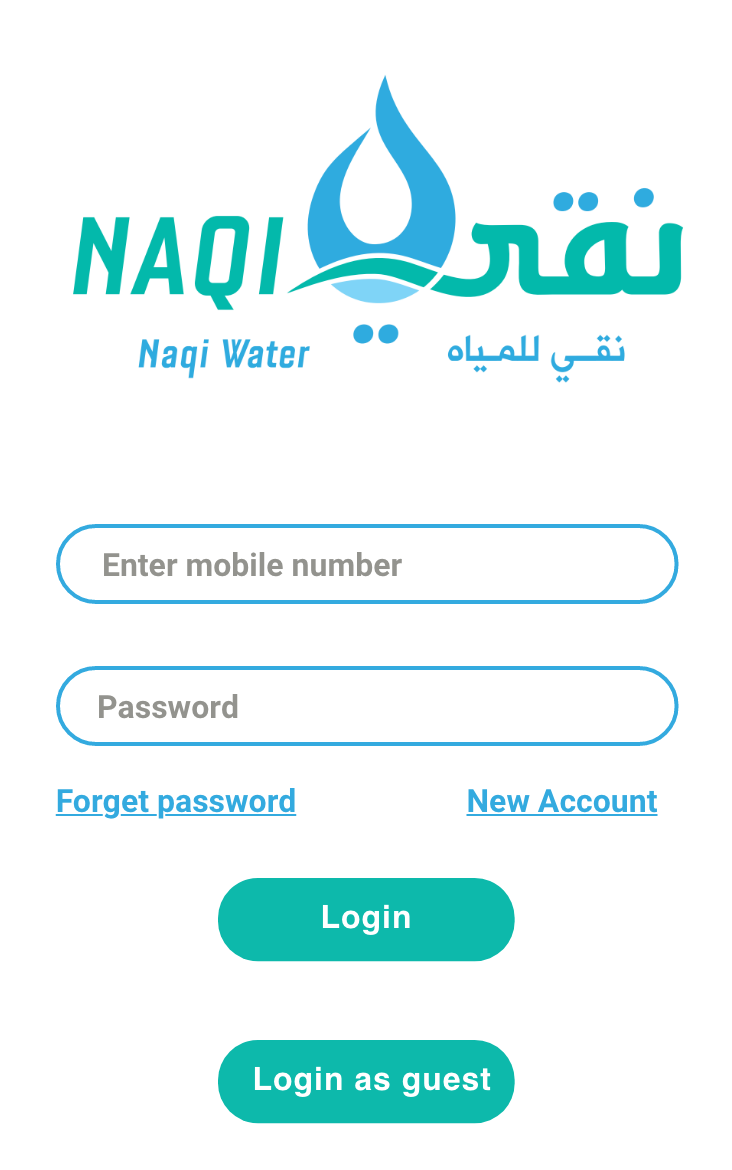 NAQI نقي
Naqi Water نقي للمياه
Enter mobile number
Password
Forget password New Account
Login
Login as guest